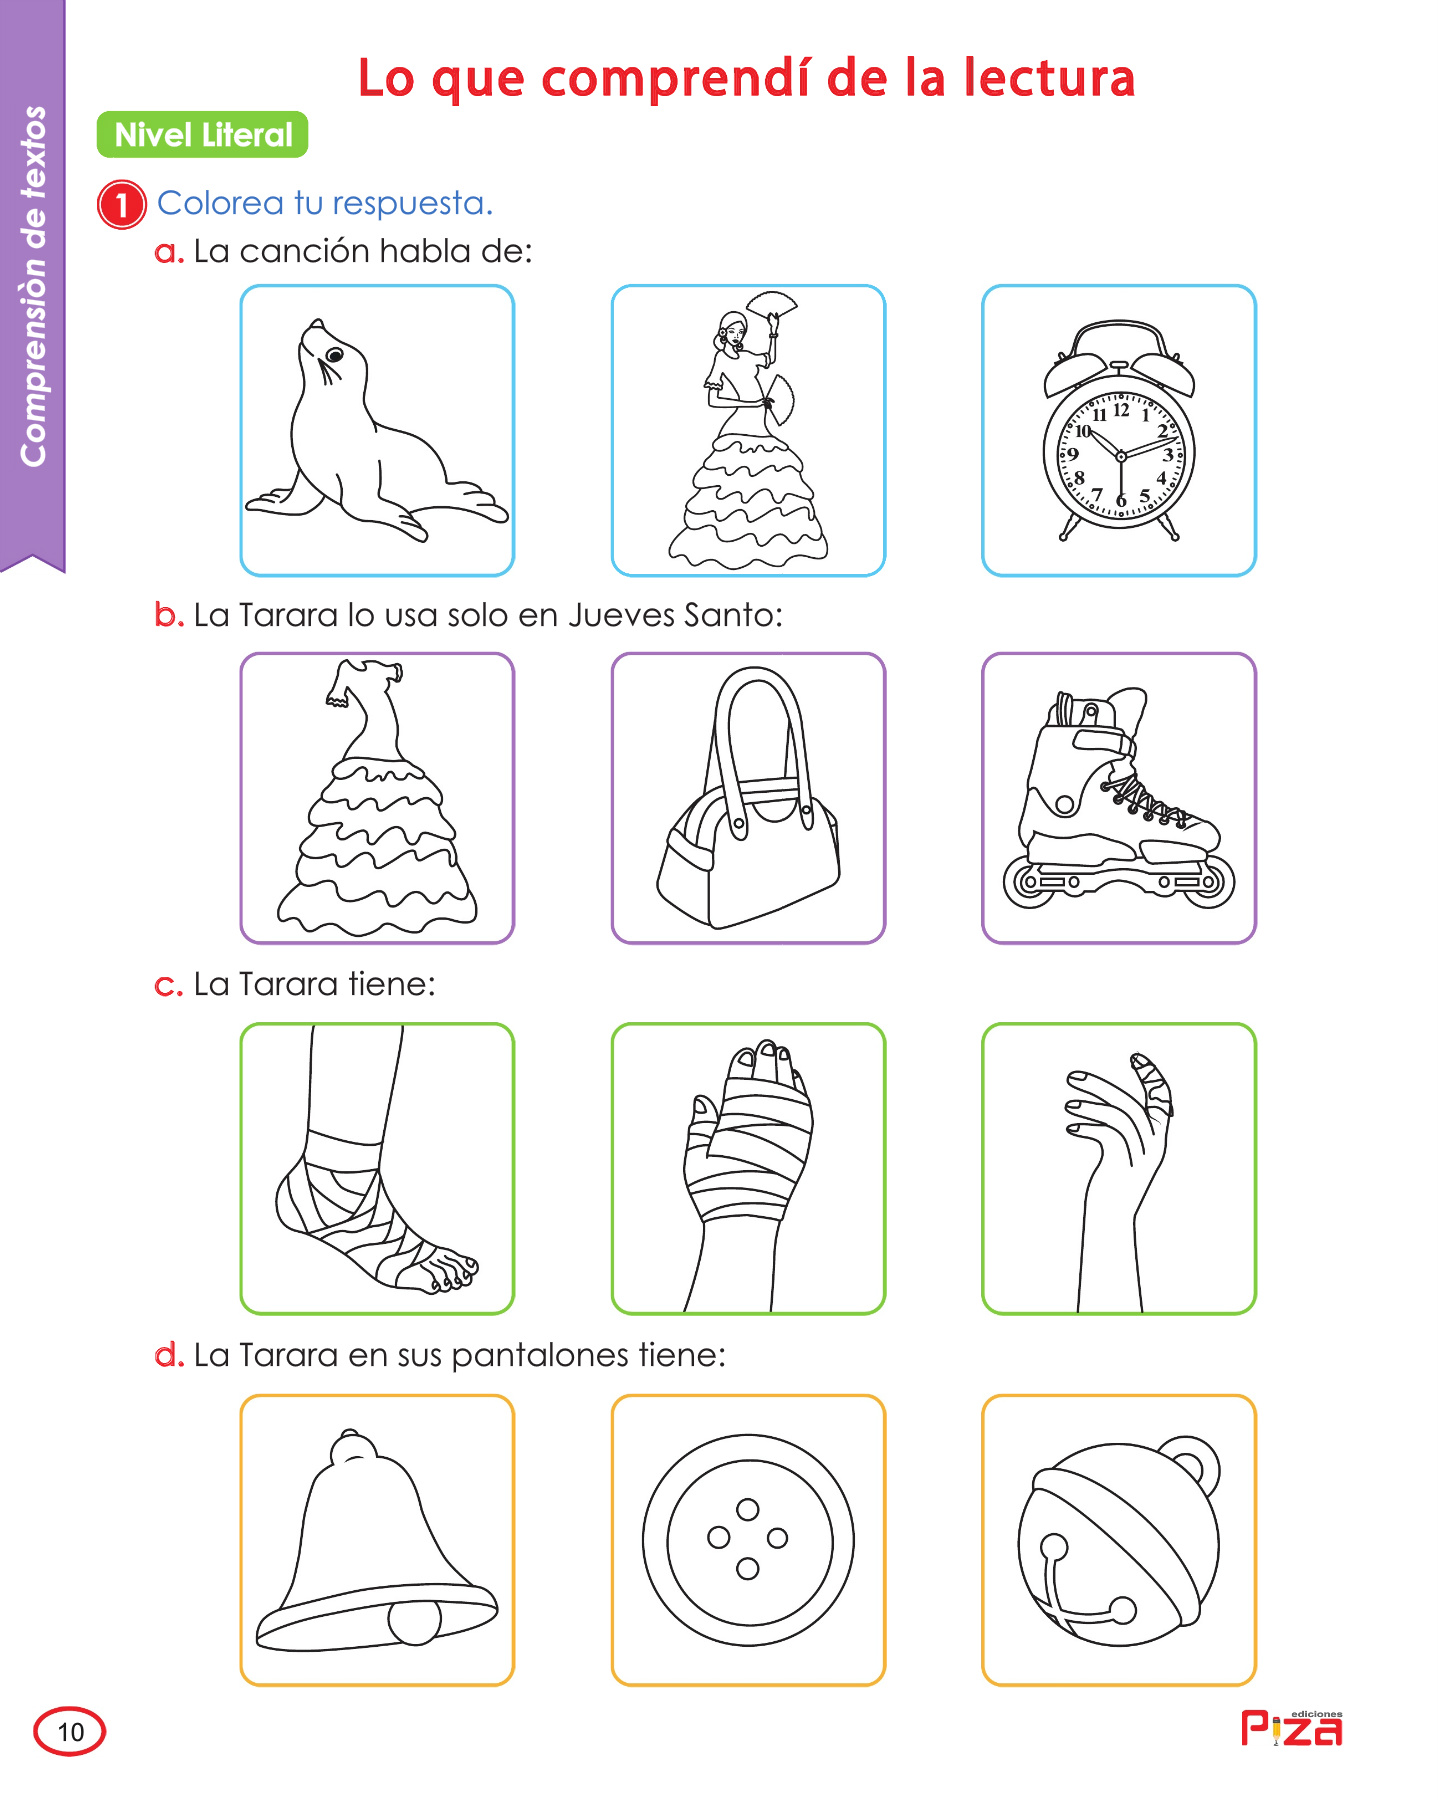 Lo que comprendí de la lectura
Nivel Literal
Comprensiòn de textos
1 Colorea tu respuesta.
a. La canción habla de:
11 12 1
10 2
9 3
8 4
7 6 5
b. La Tarara lo usa solo en Jueves Santo:
c. La Tarara tiene:
d. La Tarara en sus pantalones tiene:
10
ediciones
Piza